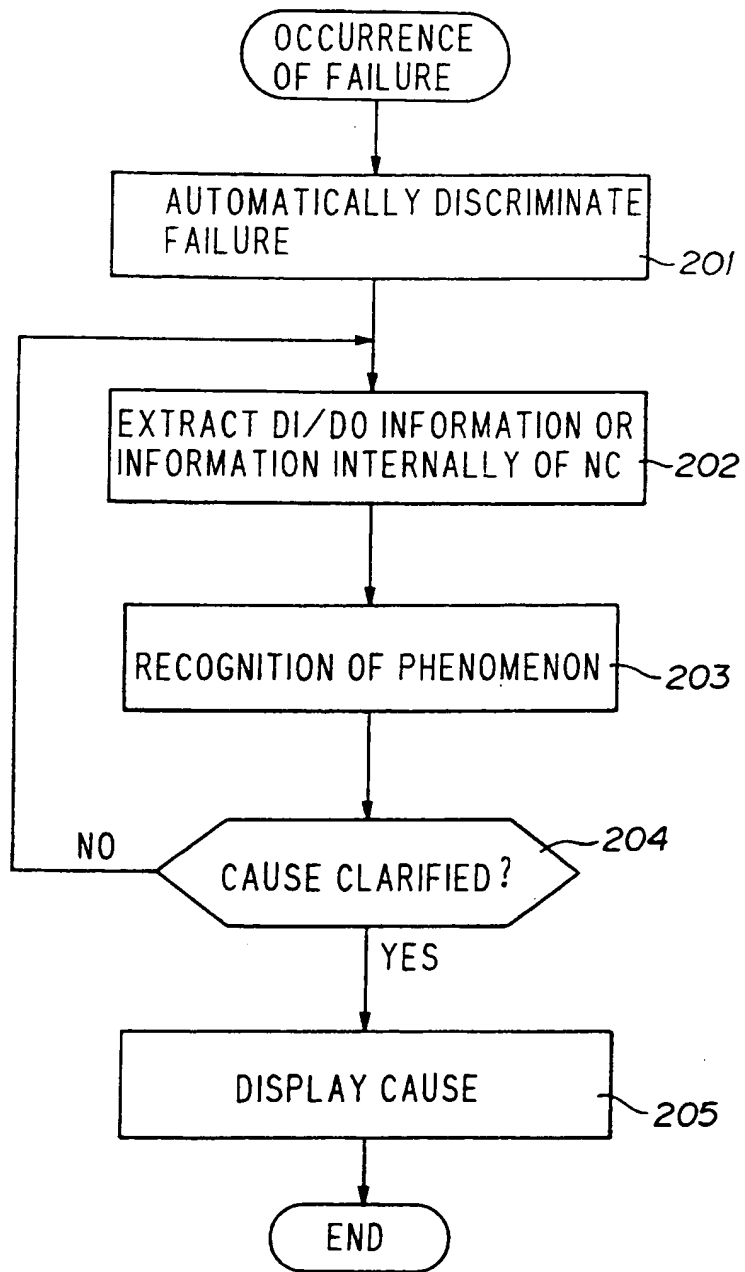 OCCURRENCE
OF FAILURE
AUTOMATICALLY DISCRIMINATE
FAILURE
201
EXTRACT DI/DO INFORMATION OR
INFORMATION INTERNALLY OF NC
202
RECOGNITION OF PHENOMENON
203
204
NO
CAUSE CLARIFIED?
YES
DISPLAY CAUSE
205
END